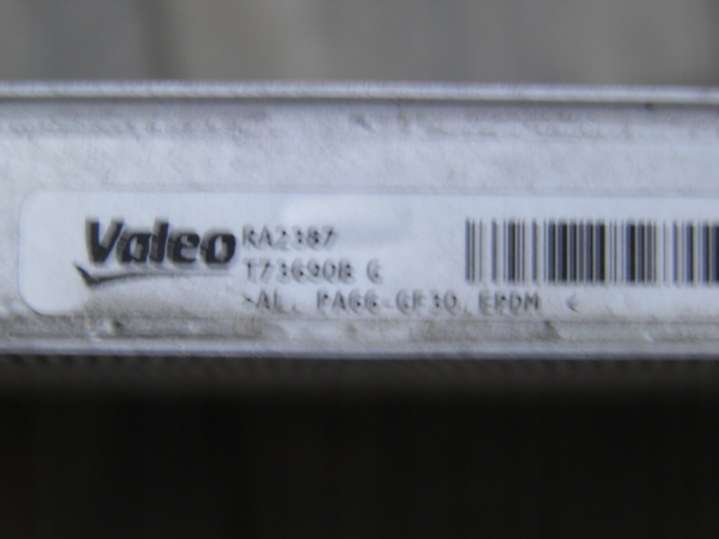 Valeo
RA2387
T73690B G
>AL, PA66-GF30, EPDM <